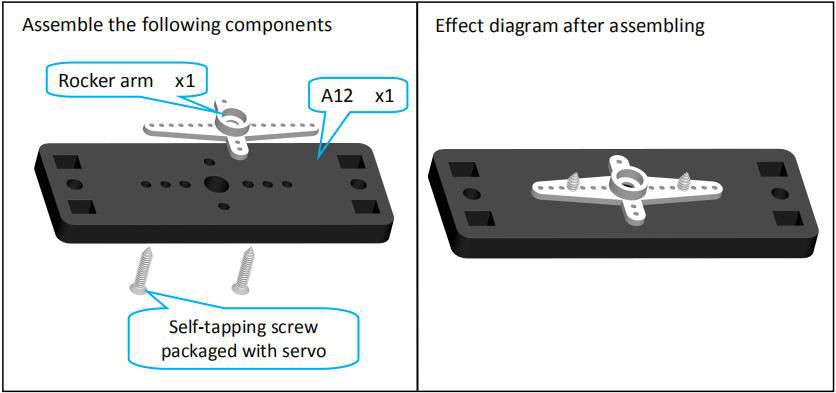 Assemble the following components
Effect diagram after assembling
Rocker arm x1
A12 x1
Self-tapping screw
packaged with servo